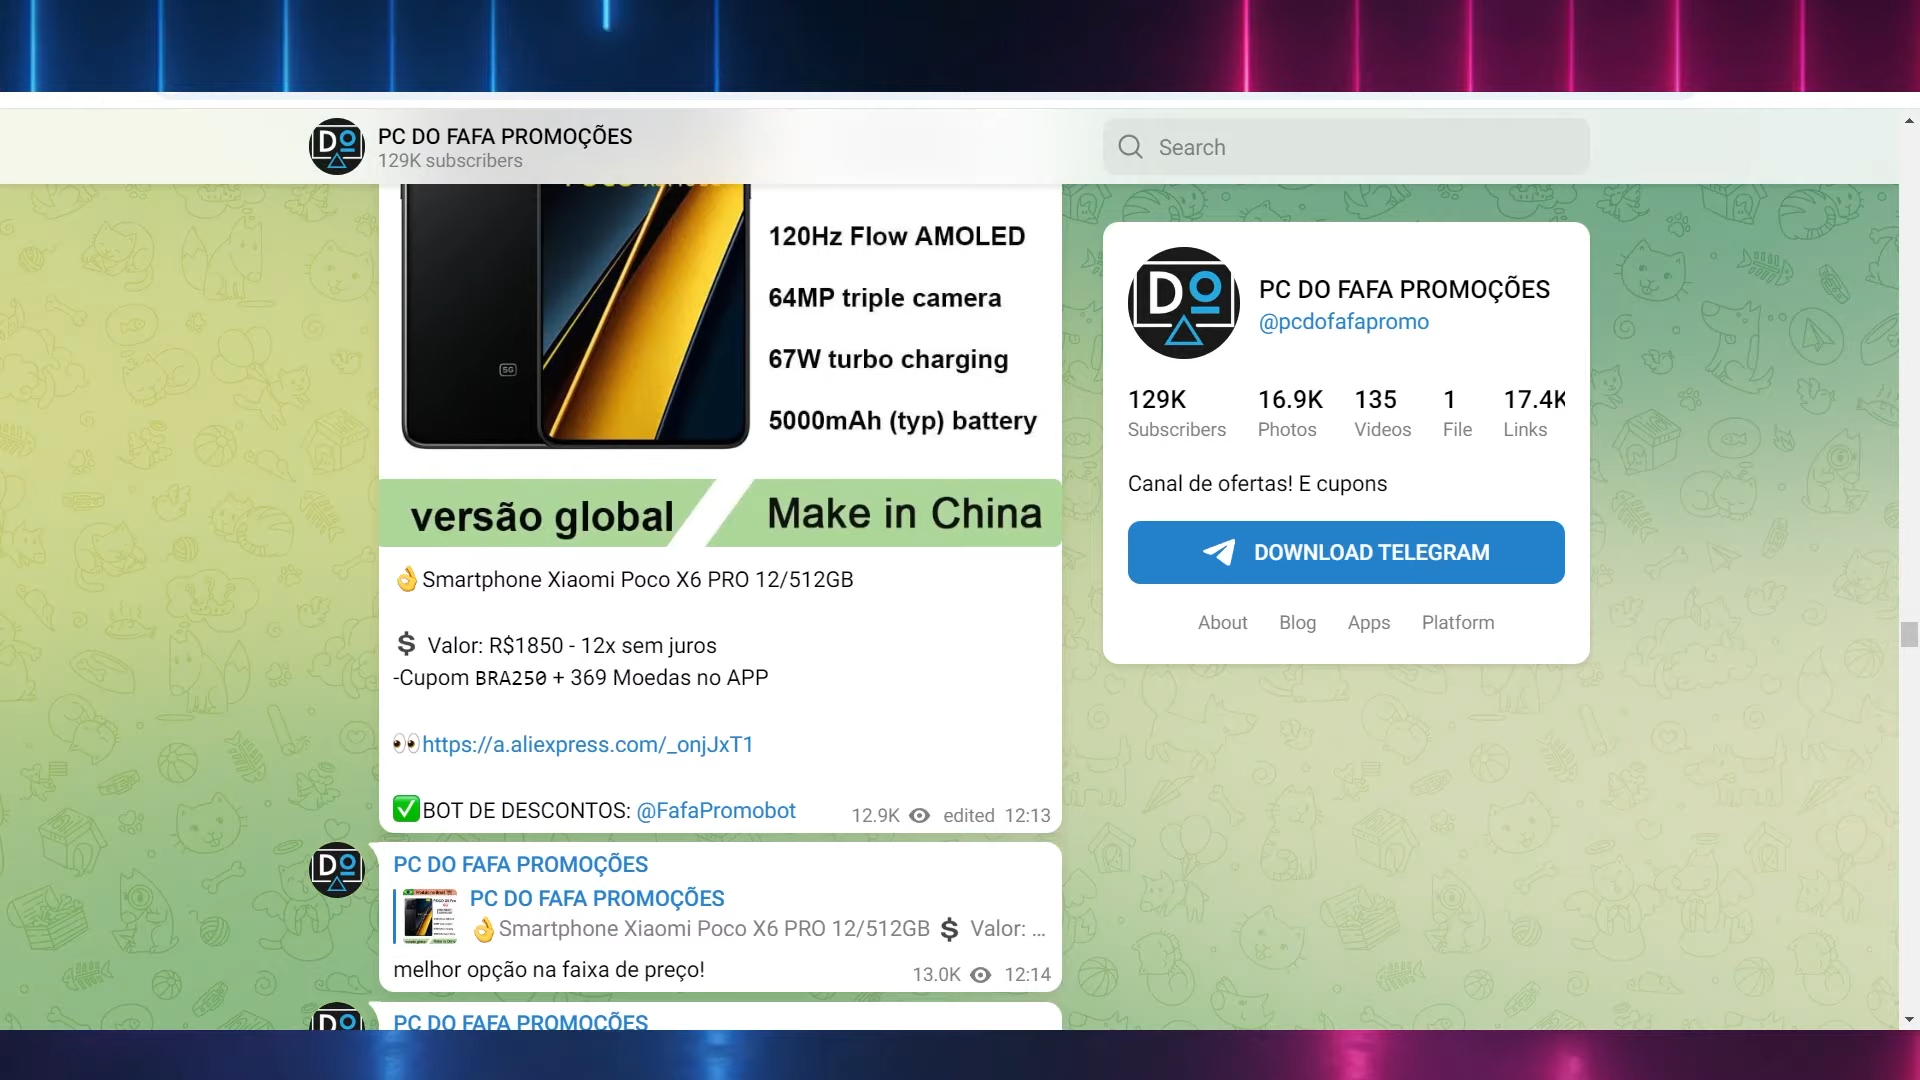 PC DO FAFA PROMOÇÕES
129K subscribers
Search
120Hz Flow AMOLED
64MP triple camera
67W turbo charging
5000mAh (typ) battery
5G
versão global
Make in China
👌Smartphone Xiaomi Poco X6 PRO 12/512GB
💲 Valor: R$1850 - 12x sem juros
-Cupom BRA250 + 369 Moedas no APP
👀https://a.aliexpress.com/_onjJxT1
✅BOT DE DESCONTOS: @FafaPromobot
12.9K edited 12:13
PC DO FAFA PROMOÇÕES
PC DO FAFA PROMOÇÕES
👌Smartphone Xiaomi Poco X6 PRO 12/512GB 💲 Valor: ...
melhor opção na faixa de preço!
13.0K 12:14
PC DO FAFA PROMOÇÕES
PC DO FAFA PROMOÇÕES
@pcdofafapromo
129K 16.9K 135 1 17.4K
Subscribers Photos Videos File Links
Canal de ofertas! E cupons
DOWNLOAD TELEGRAM
About Blog Apps Platform